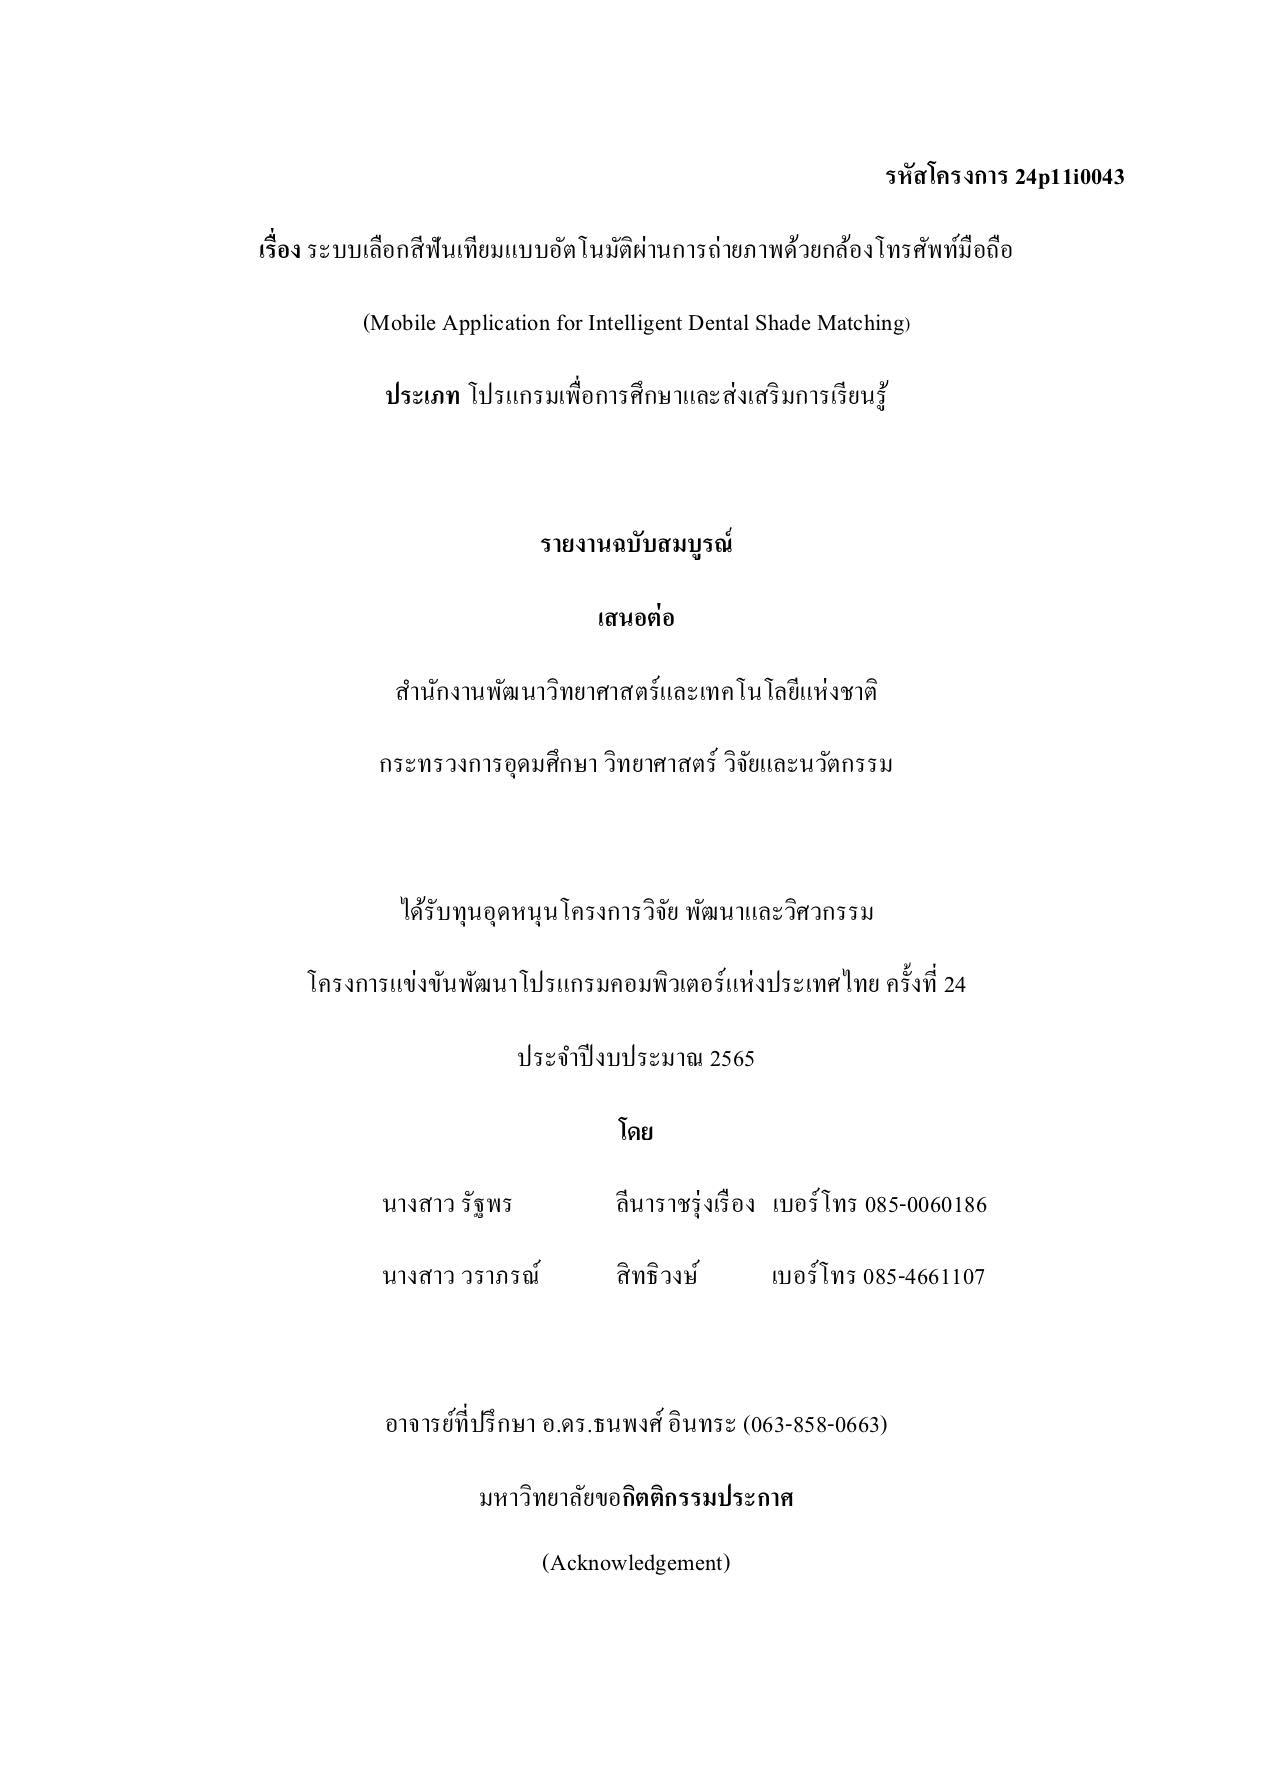 รหัสโครงการ 24p11i0043
เรื่อง ระบบเลือกสีฟันเทียมแบบอัตโนมัติผ่านการถ่ายภาพด้วยกล้องโทรศัพท์มือถือ
(Mobile Application for Intelligent Dental Shade Matching)
ประเภท โปรแกรมเพื่อการศึกษาและส่งเสริมการเรียนรู้
รายงานฉบับสมบูรณ์
เสนอต่อ
สำนักงานพัฒนาวิทยาศาสตร์และเทคโนโลยีแห่งชาติ
กระทรวงการอุดมศึกษา วิทยาศาสตร์ วิจัยและนวัตกรรม
ได้รับทุนอุดหนุนโครงการวิจัย พัฒนาและวิศวกรรม
โครงการแข่งขันพัฒนาโปรแกรมคอมพิวเตอร์แห่งประเทศไทย ครั้งที่ 24
ประจำปีงบประมาณ 2565
โดย
นางสาว รัฐพร ลีนาราชรุ่งเรือง เบอร์โทร 085-0060186
นางสาว วราภรณ์ สิทธิวงษ์ เบอร์โทร 085-4661107
อาจารย์ที่ปรึกษา อ.ดร.ธนพงศ์ อินทระ (063-858-0663)
มหาวิทยาลัยขอกิตติกรรมประกาศ
(Acknowledgement)